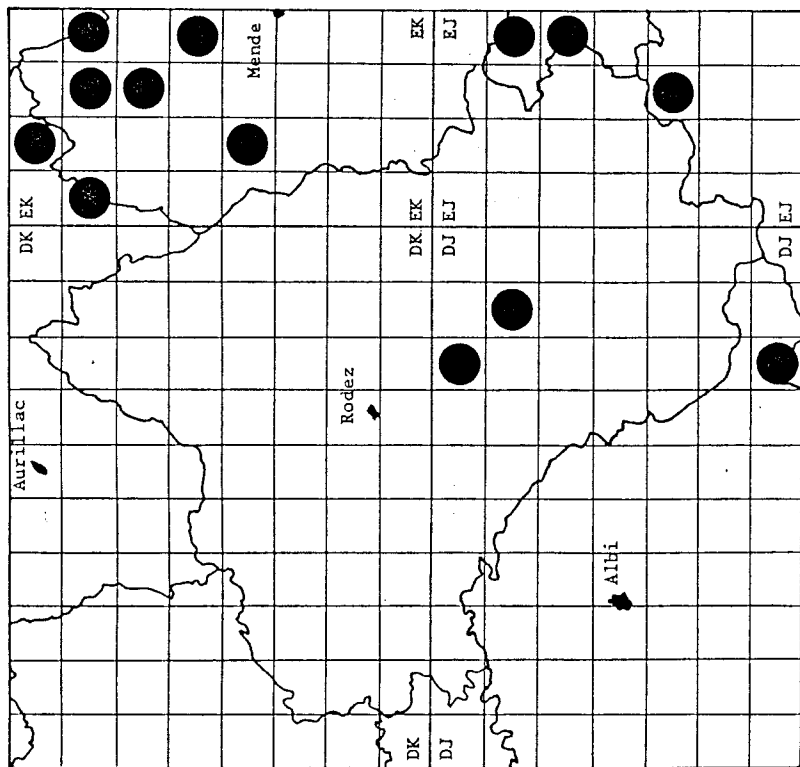 Aurillac
DK EK
Mende
Rodez
DK
DK EK
EK
DJ
DJ EJ
EJ
Albi
DJ EJ